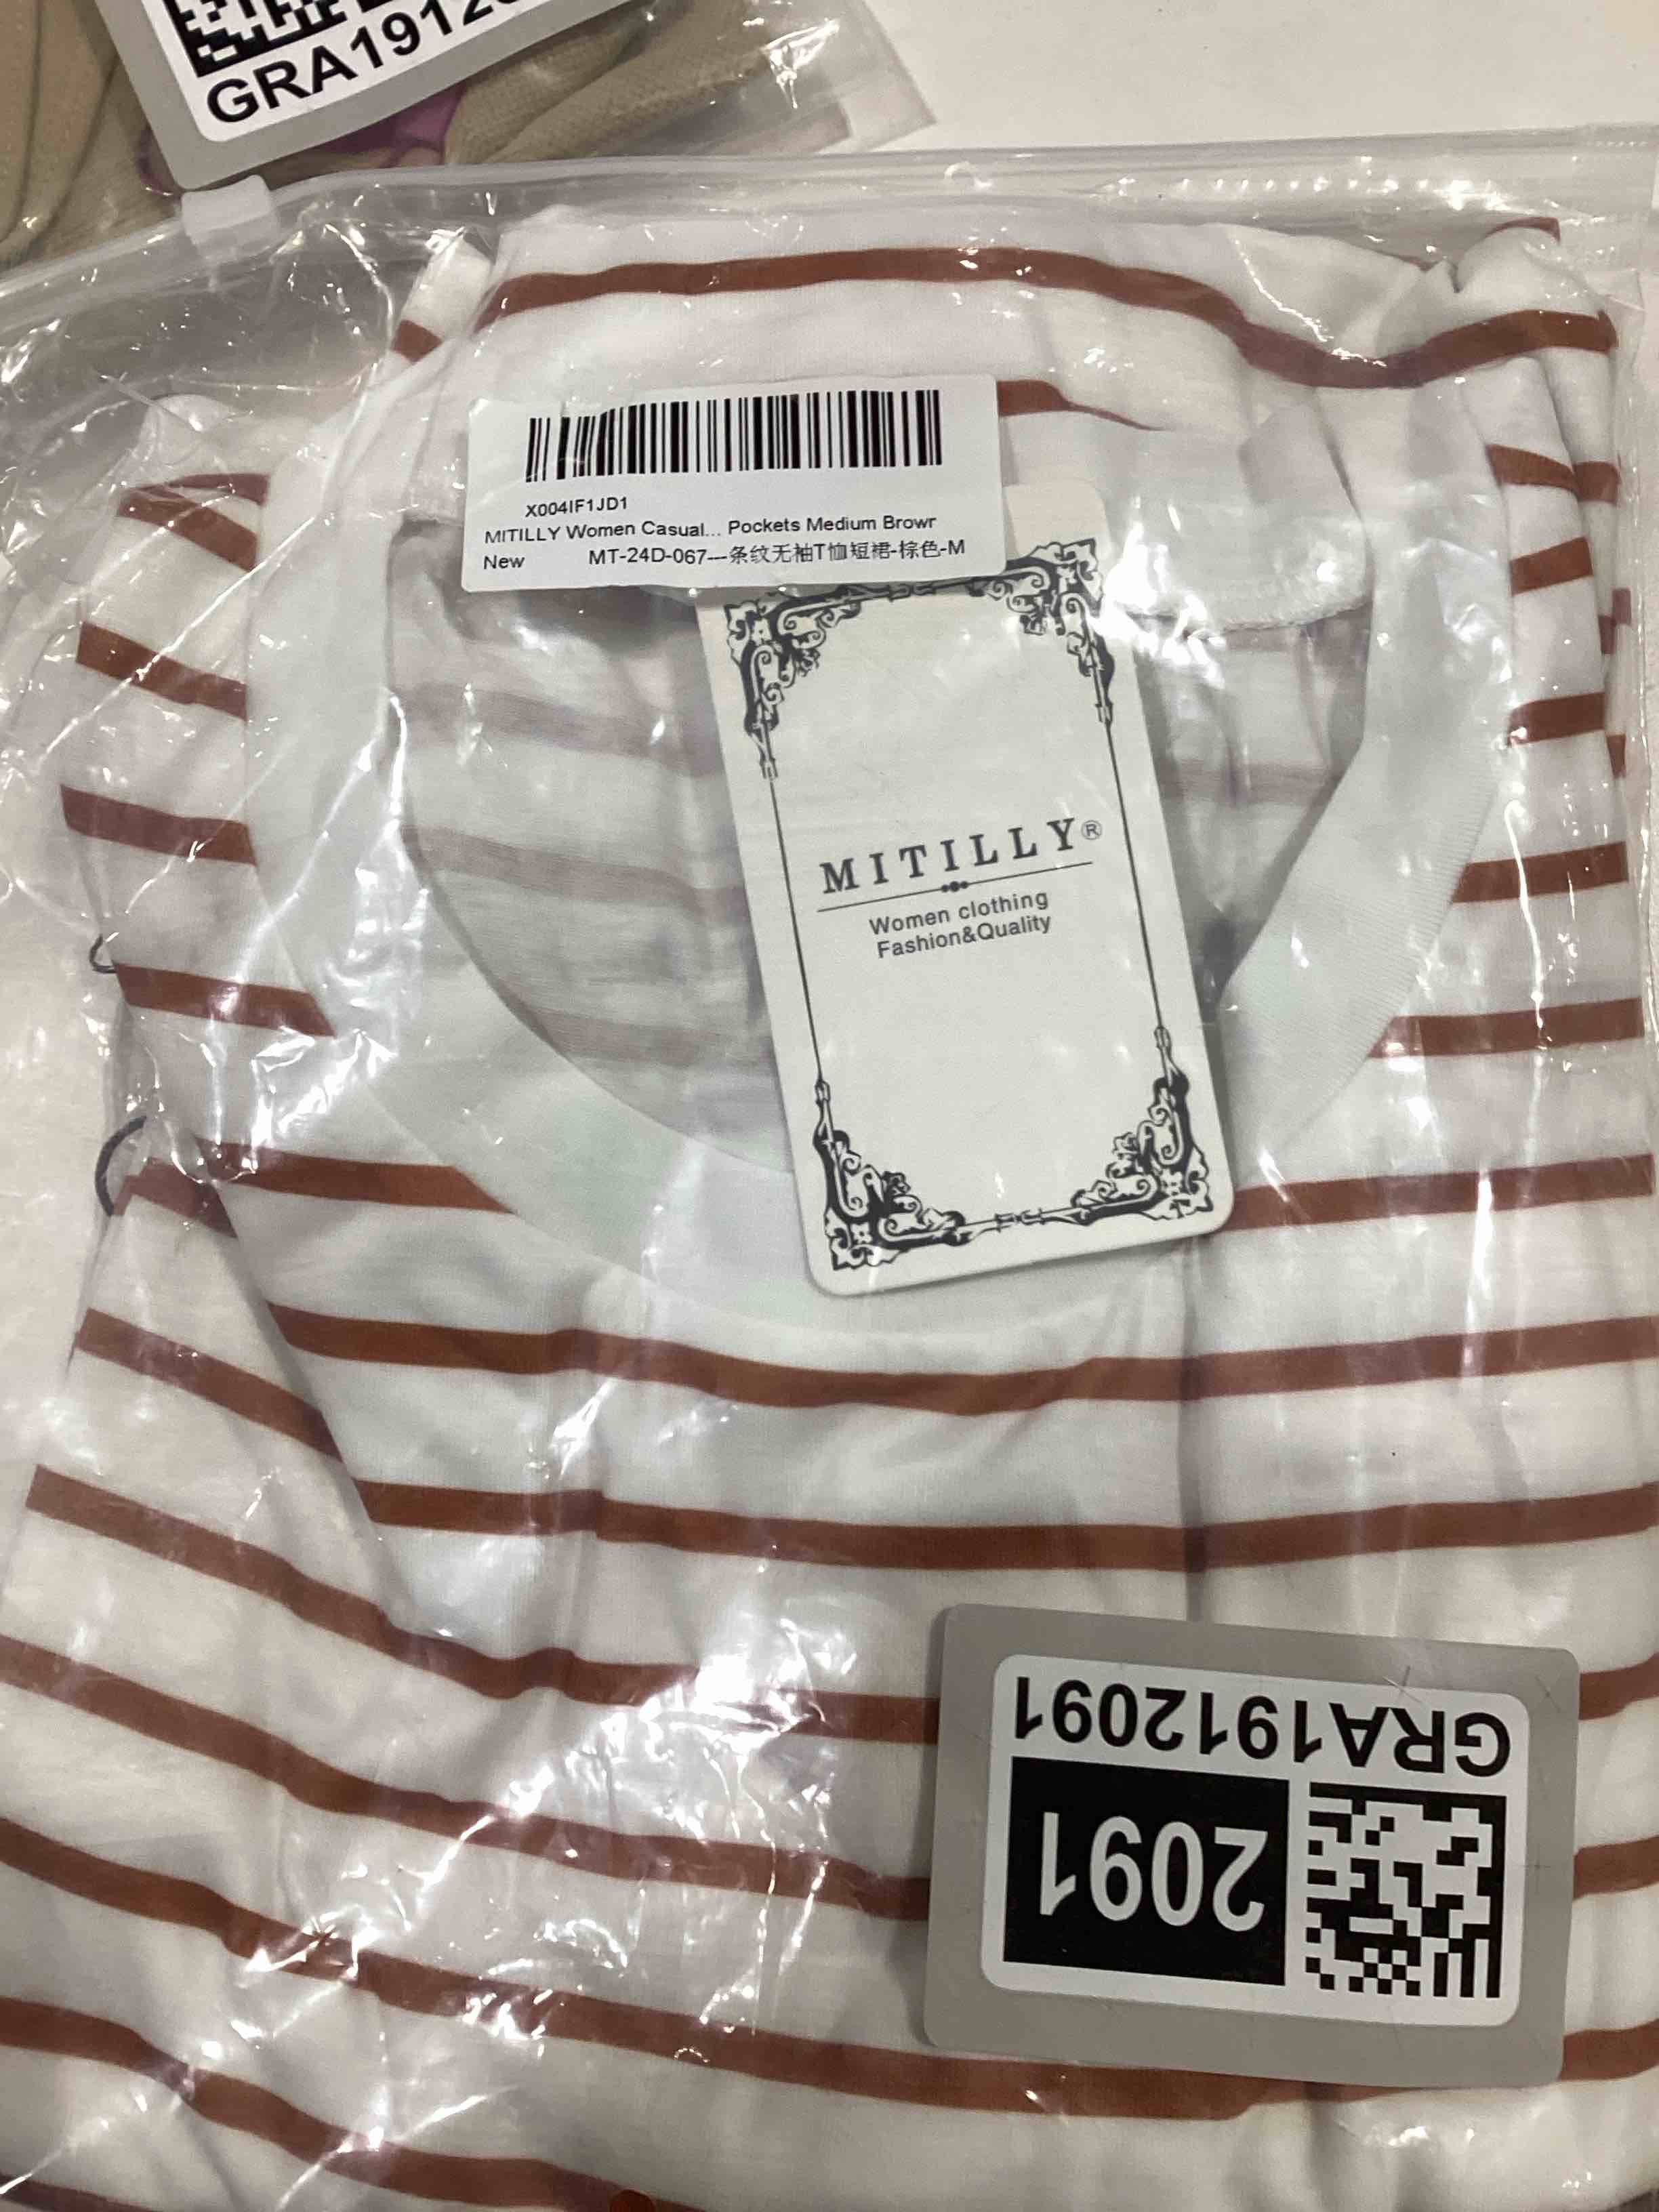 GRA1912
X004IF1JD1
MITILLY Women Casual... Pockets Medium Browr
New MT-24D-067---条纹无袖T恤短裙-棕色-M
MITILLY®
Women clothing
Fashion&Quality
GRA1912091
2091